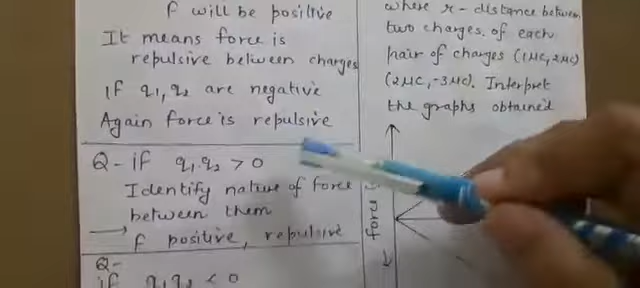 F will be positive
It means force is
repulsive between charges
if q₁, q₂ are negative
Again force is repulsive
Q- if q₁.q₂ > 0
Identify nature of force
between them
→ F positive, repulsive
Q-
if q₁q₂ < 0
where r - distance between
two charges. of each
pair of charges (1μC, 2μC)
(2μC, -3μC). Interpret
the graphs obtained
force